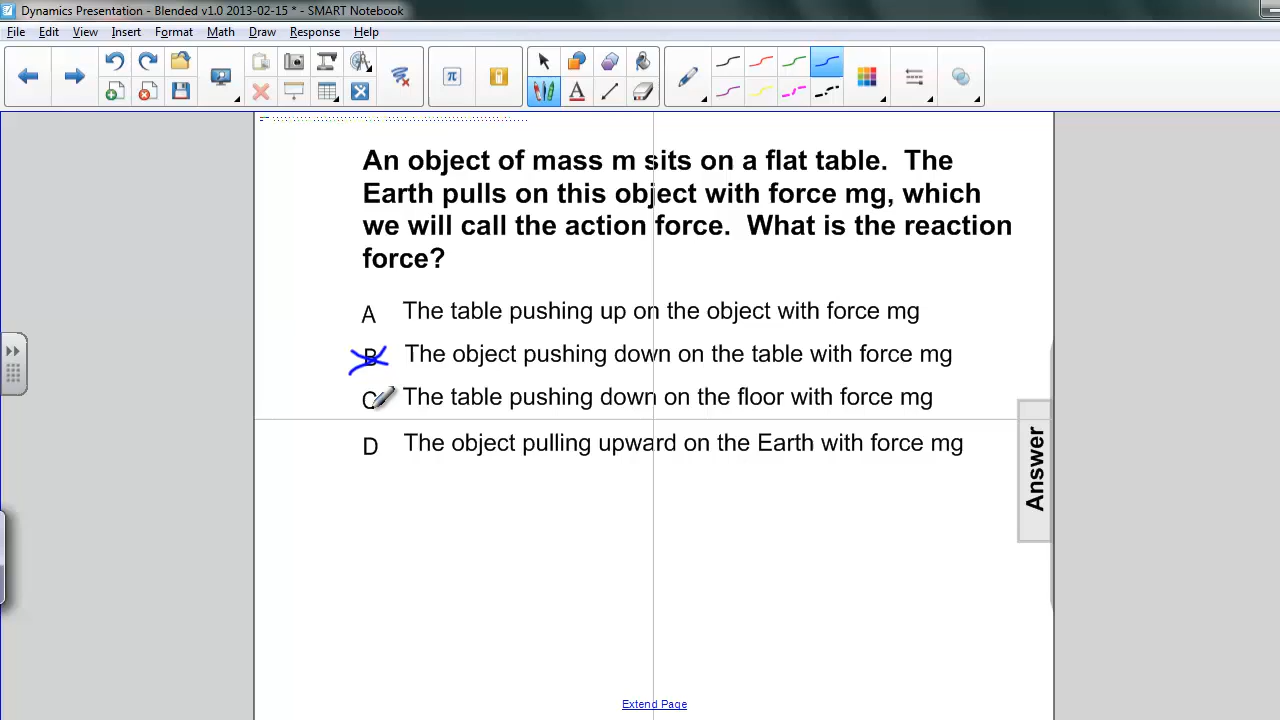 Dynamics Presentation - Blended v1.0 2013-02-15 * - SMART Notebook
File Edit View Insert Format Math Draw Response Help
π
A
An object of mass m sits on a flat table. The
Earth pulls on this object with force mg, which
we will call the action force. What is the reaction
force?
A The table pushing up on the object with force mg
B The object pushing down on the table with force mg
C The table pushing down on the floor with force mg
D The object pulling upward on the Earth with force mg
Answer
Extend Page